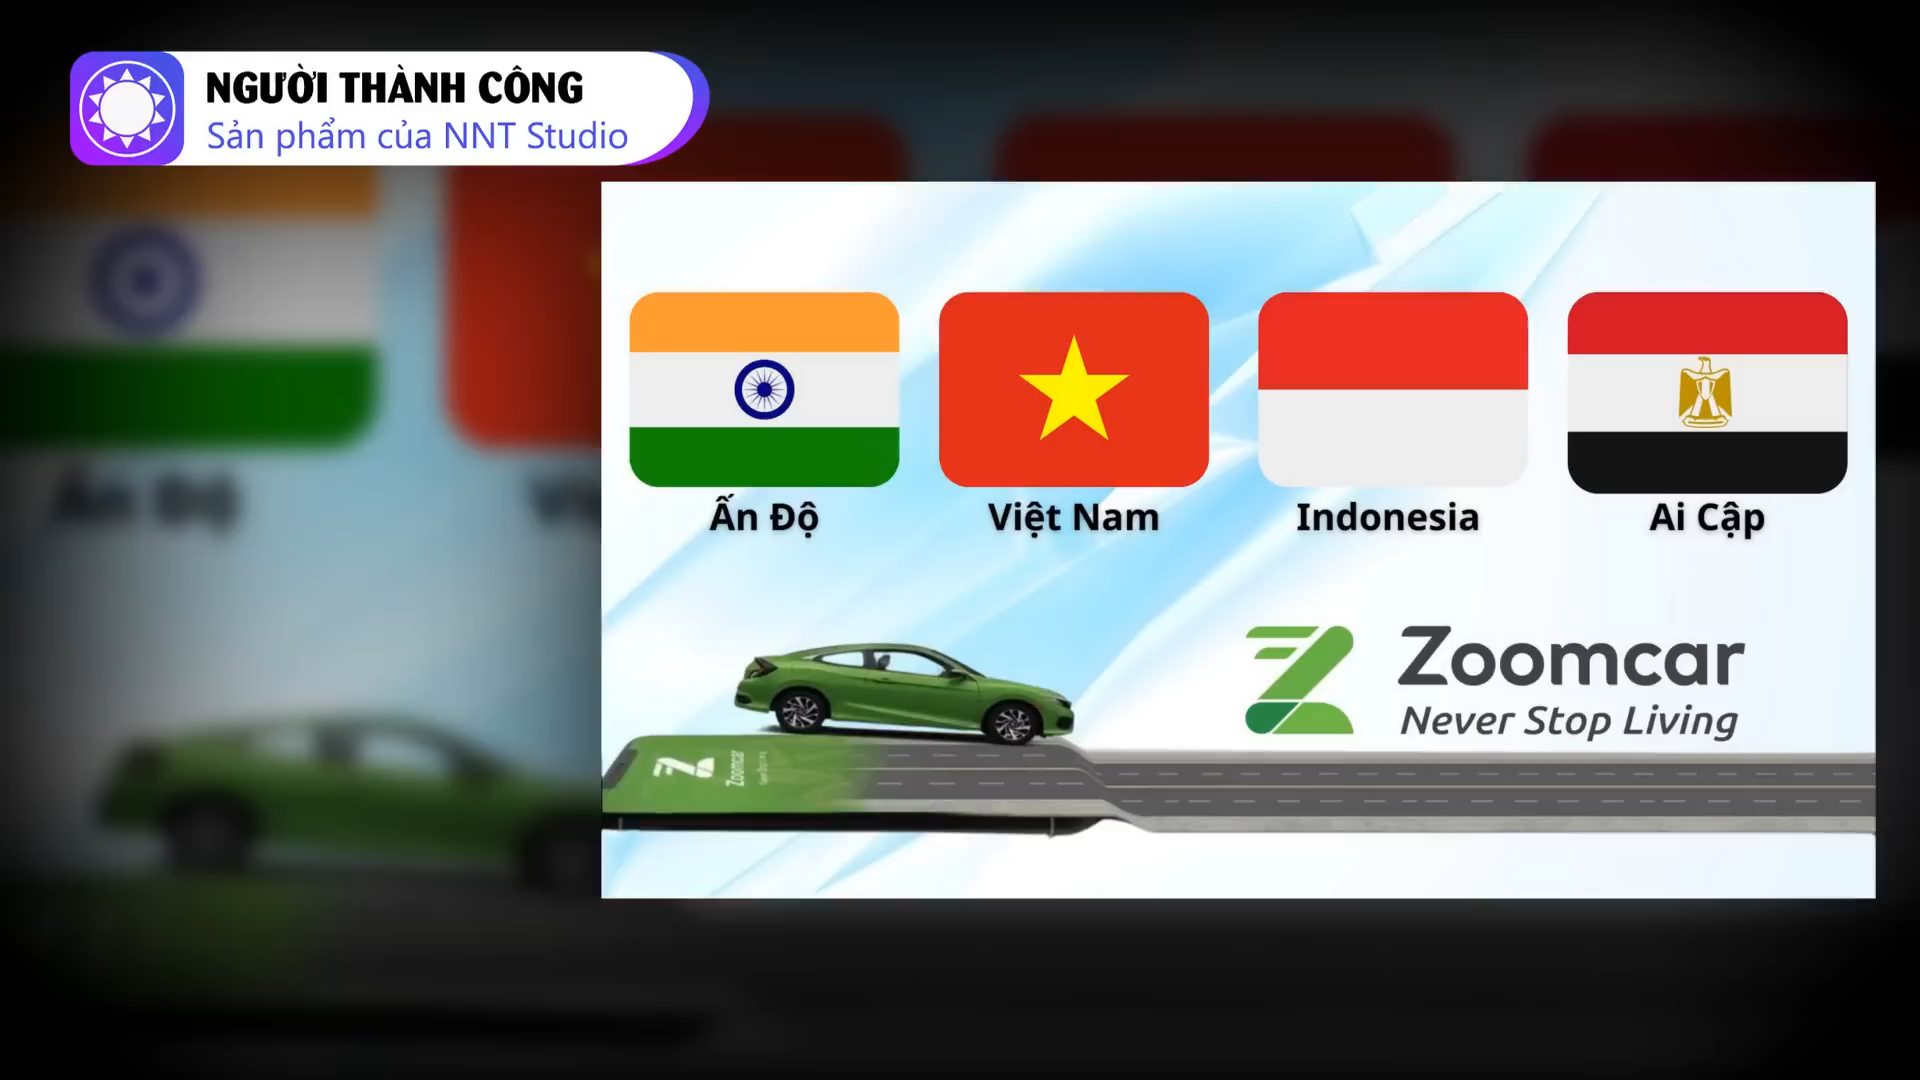 NGƯỜI THÀNH CÔNG
Sản phẩm của NNT Studio
Ấn Độ
Việt Nam
Indonesia
Ai Cập
Zoomcar
Never Stop Living
Zoomcar